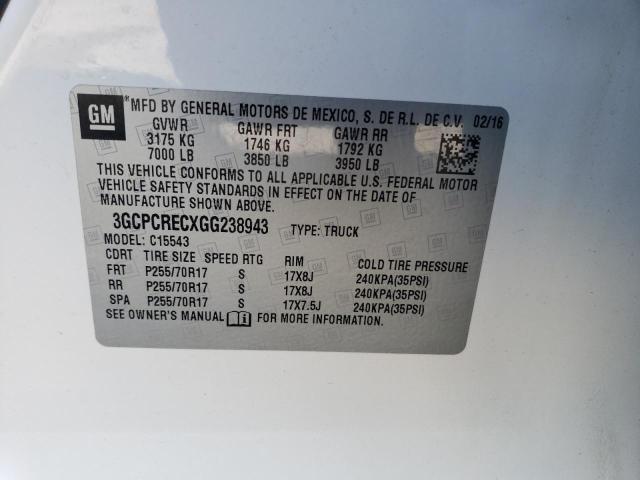 GM
*MFD BY GENERAL MOTORS DE MEXICO, S. DE R.L. DE C.V. 02/16
GVWR GAWR FRT GAWR RR
3175 KG 1746 KG 1792 KG
7000 LB 3850 LB 3950 LB
THIS VEHICLE CONFORMS TO ALL APPLICABLE U.S. FEDERAL MOTOR
VEHICLE SAFETY STANDARDS IN EFFECT ON THE DATE OF
MANUFACTURE SHOWN ABOVE.
3GCPCRECXGG238943 TYPE: TRUCK
MODEL: C15543
CDRT TIRE SIZE SPEED RTG RIM COLD TIRE PRESSURE
FRT P255/70R17 S 17X8J 240KPA(35PSI)
RR P255/70R17 S 17X8J 240KPA(35PSI)
SPA P255/70R17 S 17X7.5J 240KPA(35PSI)
SEE OWNER'S MANUAL FOR MORE INFORMATION.